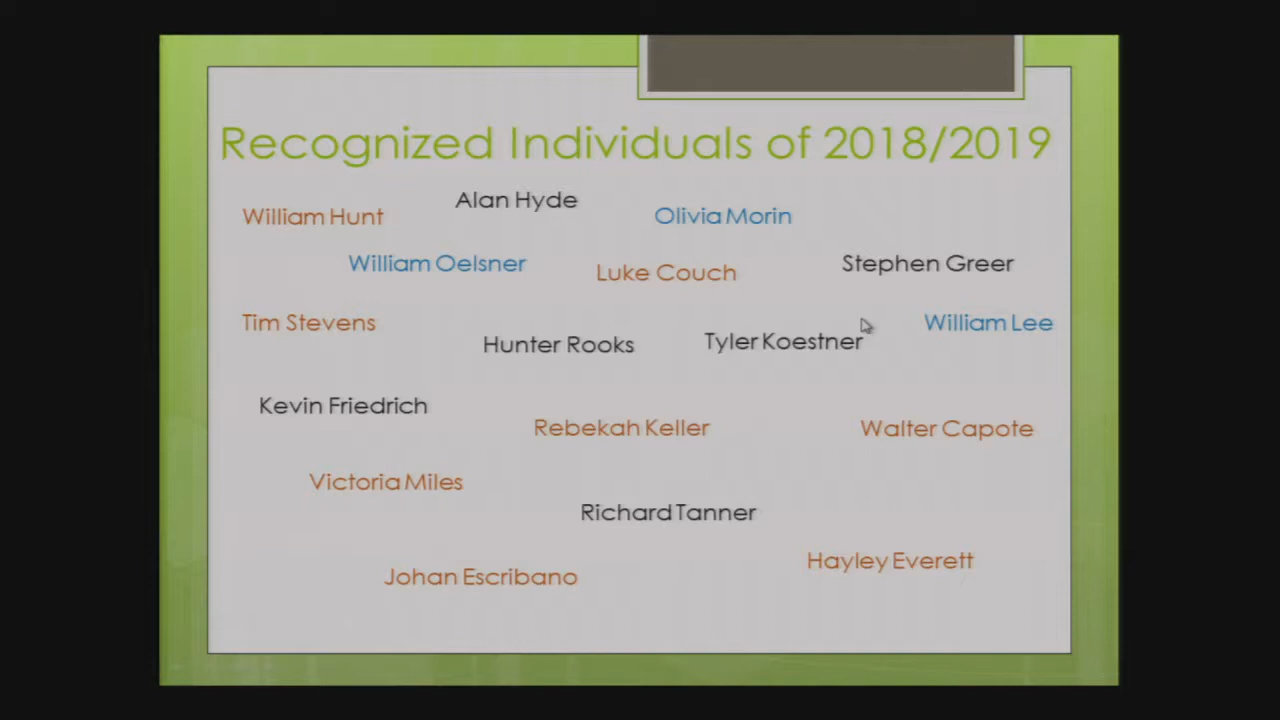 Recognized Individuals of 2018/2019
Alan Hyde
William Hunt
Olivia Morin
William Oelsner
Luke Couch
Stephen Greer
Tim Stevens
William Lee
Hunter Rooks
Tyler Koestner
Kevin Friedrich
Rebekah Keller
Walter Capote
Victoria Miles
Richard Tanner
Hayley Everett
Johan Escribano